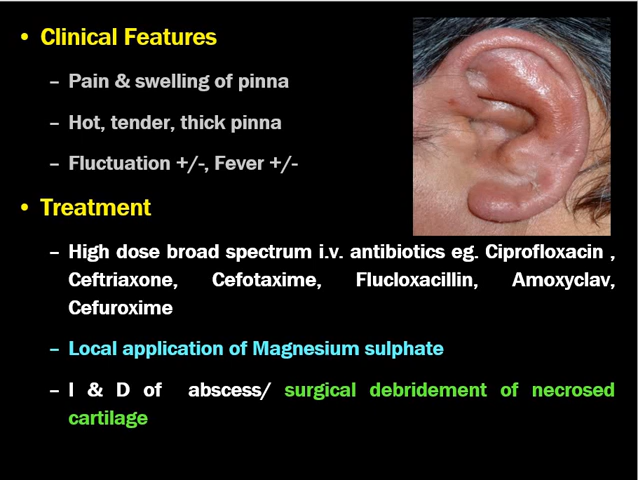 • Clinical Features
– Pain & swelling of pinna
– Hot, tender, thick pinna
– Fluctuation +/-, Fever +/-
• Treatment
– High dose broad spectrum i.v. antibiotics eg. Ciprofloxacin ,
Ceftriaxone, Cefotaxime, Flucloxacillin, Amoxyclav,
Cefuroxime
– Local application of Magnesium sulphate
– I & D of abscess/ surgical debridement of necrosed
cartilage